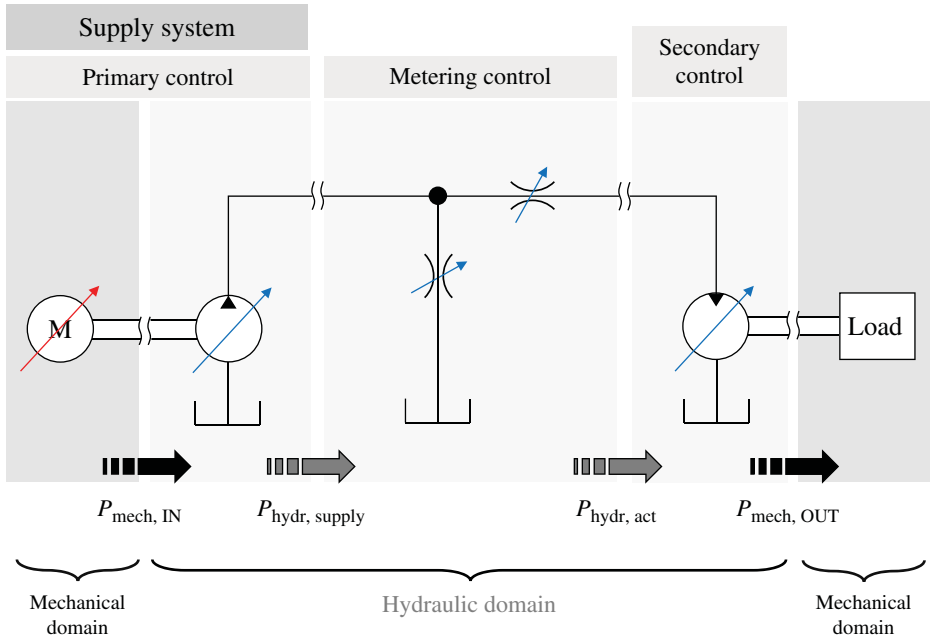 Supply system
Primary control
Metering control
Secondary
control
M
Load
P mech, IN
P hydr, supply
P hydr, act
P mech, OUT
Mechanical
domain
Hydraulic domain
Mechanical
domain